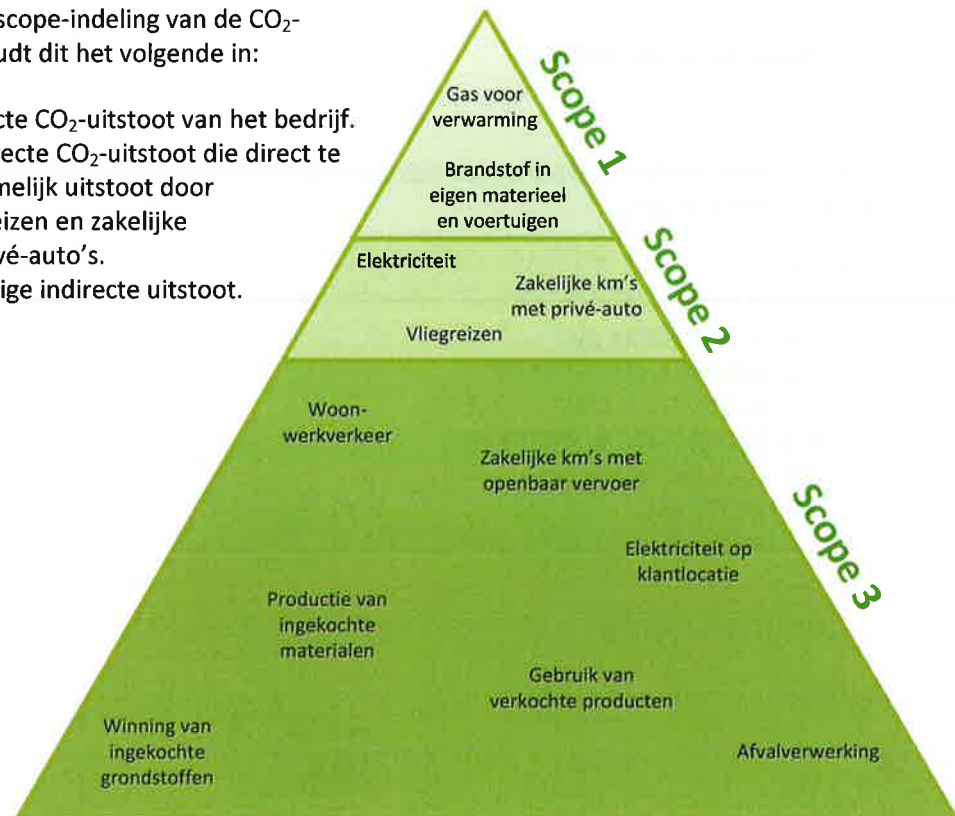 scope-indeling van de CO₂-
udt dit het volgende in:
cte CO₂-uitstoot van het bedrijf.
recte CO₂-uitstoot die direct te
melijk uitstoot door
eizen en zakelijke
vé-auto's.
ige indirecte uitstoot.
Scope 1
Gas voor
verwarming
Brandstof in
eigen materieel
en voertuigen
Scope 2
Elektriciteit
Zakelijke km's
met privé-auto
Vliegreizen
Scope 3
Woon-
werkverkeer
Zakelijke km's met
openbaar vervoer
Elektriciteit op
klantlocatie
Productie van
ingekochte
materialen
Gebruik van
verkochte producten
Winning van
ingekochte
grondstoffen
Afvalverwerking